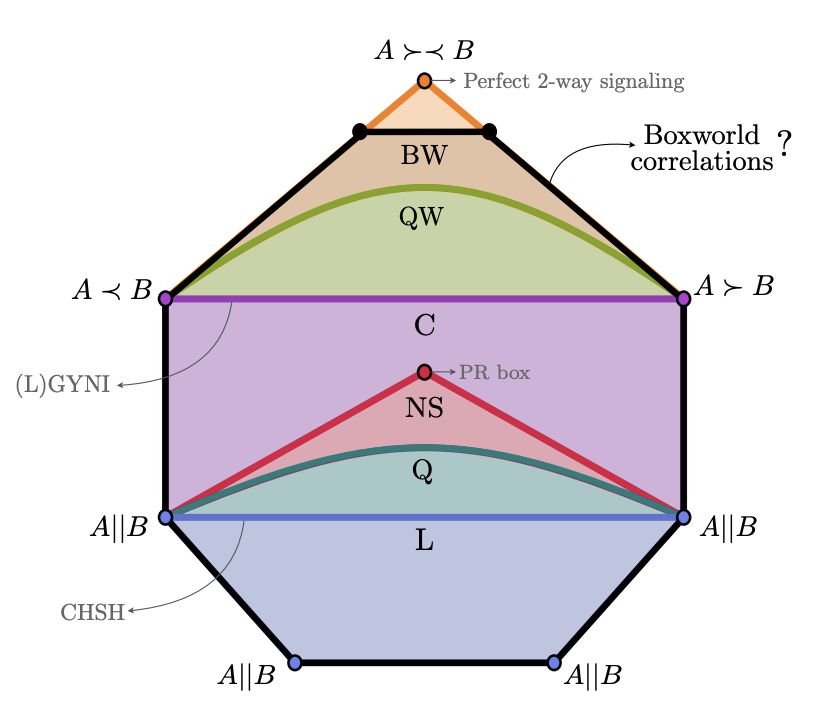 A ≻≺ B
Perfect 2-way signaling
Boxworld
correlations ?
BW
QW
A ≺ B
A ≻ B
C
(L)GYNI
PR box
NS
Q
A||B
A||B
L
CHSH
A||B
A||B